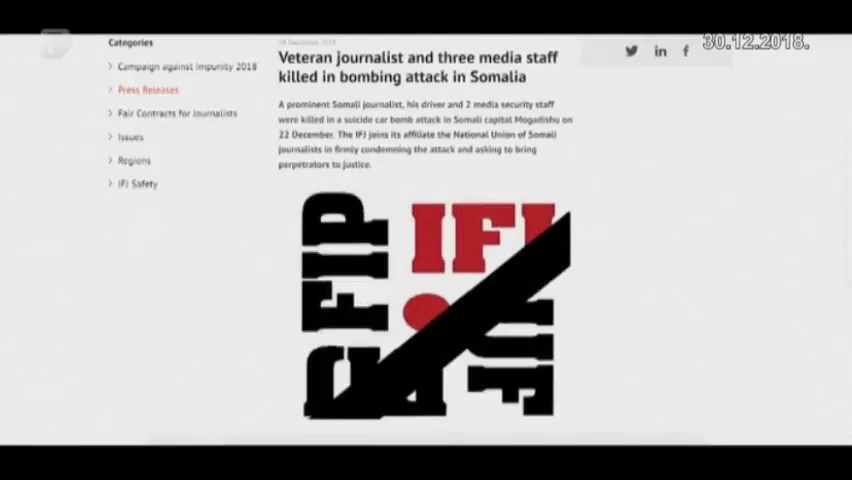 30.12.2018.
Categories
Campaign against impunity 2018
Press Releases
Fair Contracts for Journalists
Issues
Regions
IFJ Safety
Veteran journalist and three media staff
killed in bombing attack in Somalia
A prominent Somali journalist, his driver and 2 media security staff
were killed in a suicide car bomb attack in Somali capital Mogadishu on
22 December. The IFJ joins its affiliate the National Union of Somali
journalists in firmly condemning the attack and asking to bring
perpetrators to justice.
FIP
IFJ